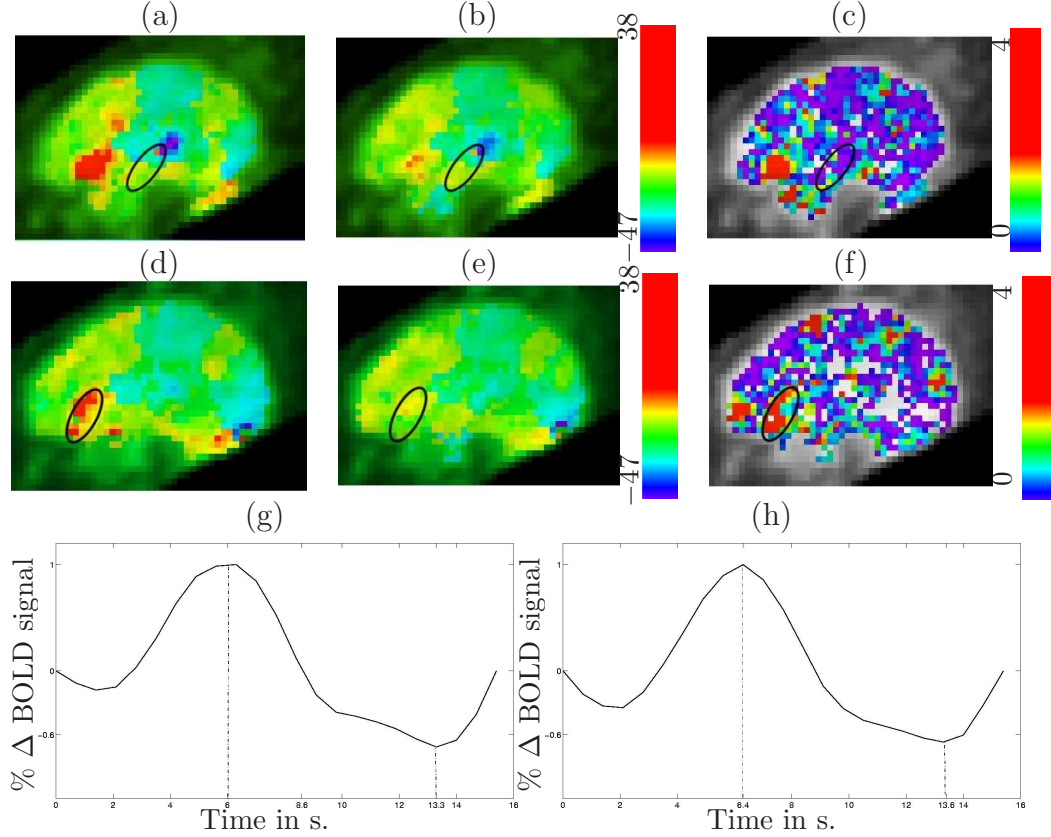 (a) (b) (c)
38
−47
4
0
(d) (e) (f)
38
−47
4
0
(g) (h)
% Δ BOLD signal
1
0
-0.6
0 2 4 6 8.6 10 12 13.3 14 16
Time in s.
% Δ BOLD signal
1
0
-0.6
0 2 4 6.4 8 10 12 13.6 14 16
Time in s.